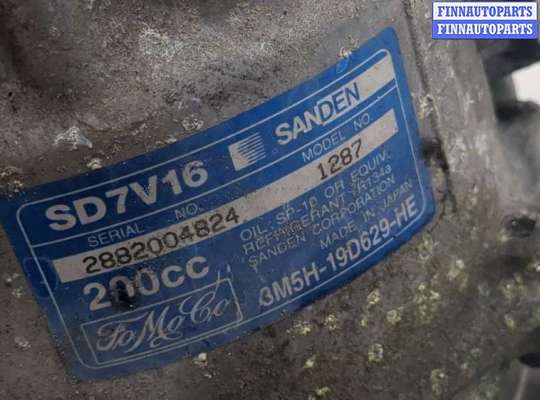 FINNAUTOPARTS
FINNAUTOPARTS
SD7V16 SANDEN
SERIAL NO. MODEL NO.
2882004824 1287
200CC
OIL SP-10 OR EQUIV.
REFRIGERANT (R134a)
SANDEN CORPORATION
MADE IN JAPAN
FoMoCo
3M5H-19D629-HE